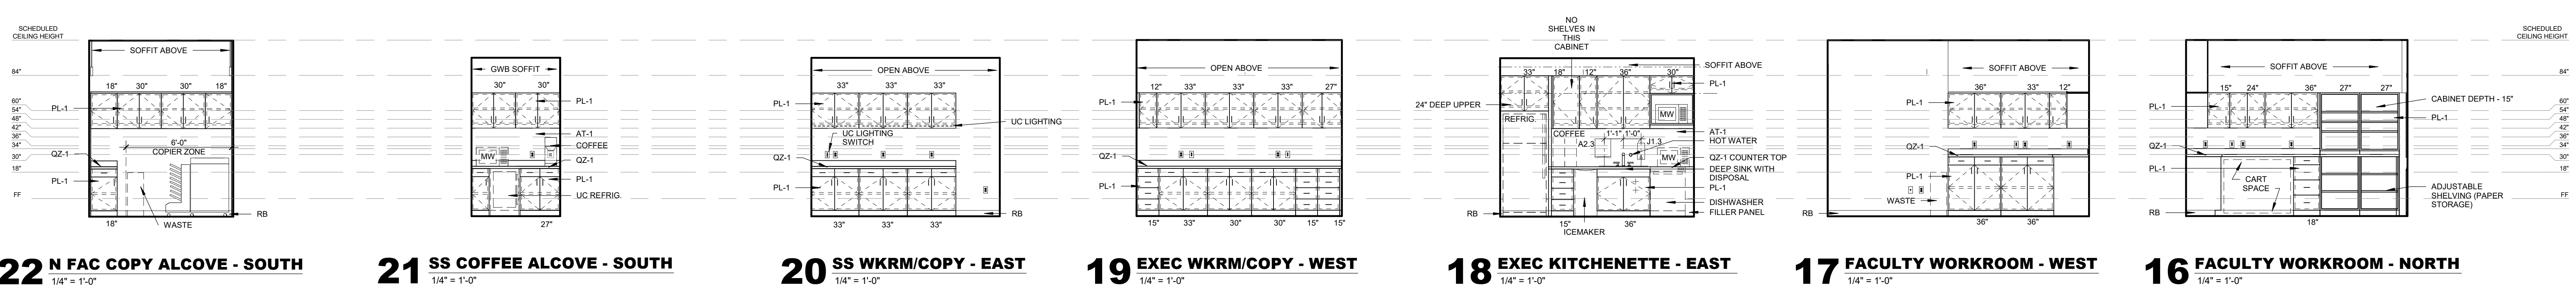 SCHEDULED
CEILING HEIGHT
84"
60"
54"
48"
42"
36"
34"
30"
18"
FF
SOFFIT ABOVE
18" 30" 30" 18"
PL-1
6'-0"
COPIER ZONE
QZ-1
PL-1
RB
18"
WASTE
22 N FAC COPY ALCOVE - SOUTH
1/4" = 1'-0"
GWB SOFFIT
30" 30"
PL-1
AT-1
COFFEE
MW
QZ-1
PL-1
UC REFRIG.
27"
21 SS COFFEE ALCOVE - SOUTH
1/4" = 1'-0"
OPEN ABOVE
33" 33" 33"
PL-1
UC LIGHTING
UC LIGHTING
SWITCH
QZ-1
PL-1
RB
33" 33" 33"
20 SS WKRM/COPY - EAST
1/4" = 1'-0"
OPEN ABOVE
12" 33" 33" 33" 33" 27"
PL-1
QZ-1
PL-1
15" 33" 30" 30" 15" 15"
19 EXEC WKRM/COPY - WEST
1/4" = 1'-0"
NO
SHELVES IN
THIS
CABINET
SOFFIT ABOVE
33" 18" 12" 36" 30"
PL-1
24" DEEP UPPER
REFRIG.
MW
COFFEE 1'-1" 1'-0"
AT-1
HOT WATER
A2.3
J1.3
MW
QZ-1 COUNTER TOP
DEEP SINK WITH
DISPOSAL
PL-1
DISHWASHER
FILLER PANEL
RB
15" 36"
ICEMAKER
18 EXEC KITCHENETTE - EAST
1/4" = 1'-0"
SOFFIT ABOVE
36" 33" 12"
PL-1
QZ-1
PL-1
WASTE
RB
36" 36"
17 FACULTY WORKROOM - WEST
1/4" = 1'-0"
SOFFIT ABOVE
15" 24" 36" 27" 27"
CABINET DEPTH - 15"
PL-1
PL-1
QZ-1
PL-1
CART
SPACE
ADJUSTABLE
SHELVING (PAPER
STORAGE)
RB
18"
16 FACULTY WORKROOM - NORTH
1/4" = 1'-0"
SCHEDULED
CEILING HEIGHT
84"
60"
54"
48"
42"
36"
34"
30"
18"
FF